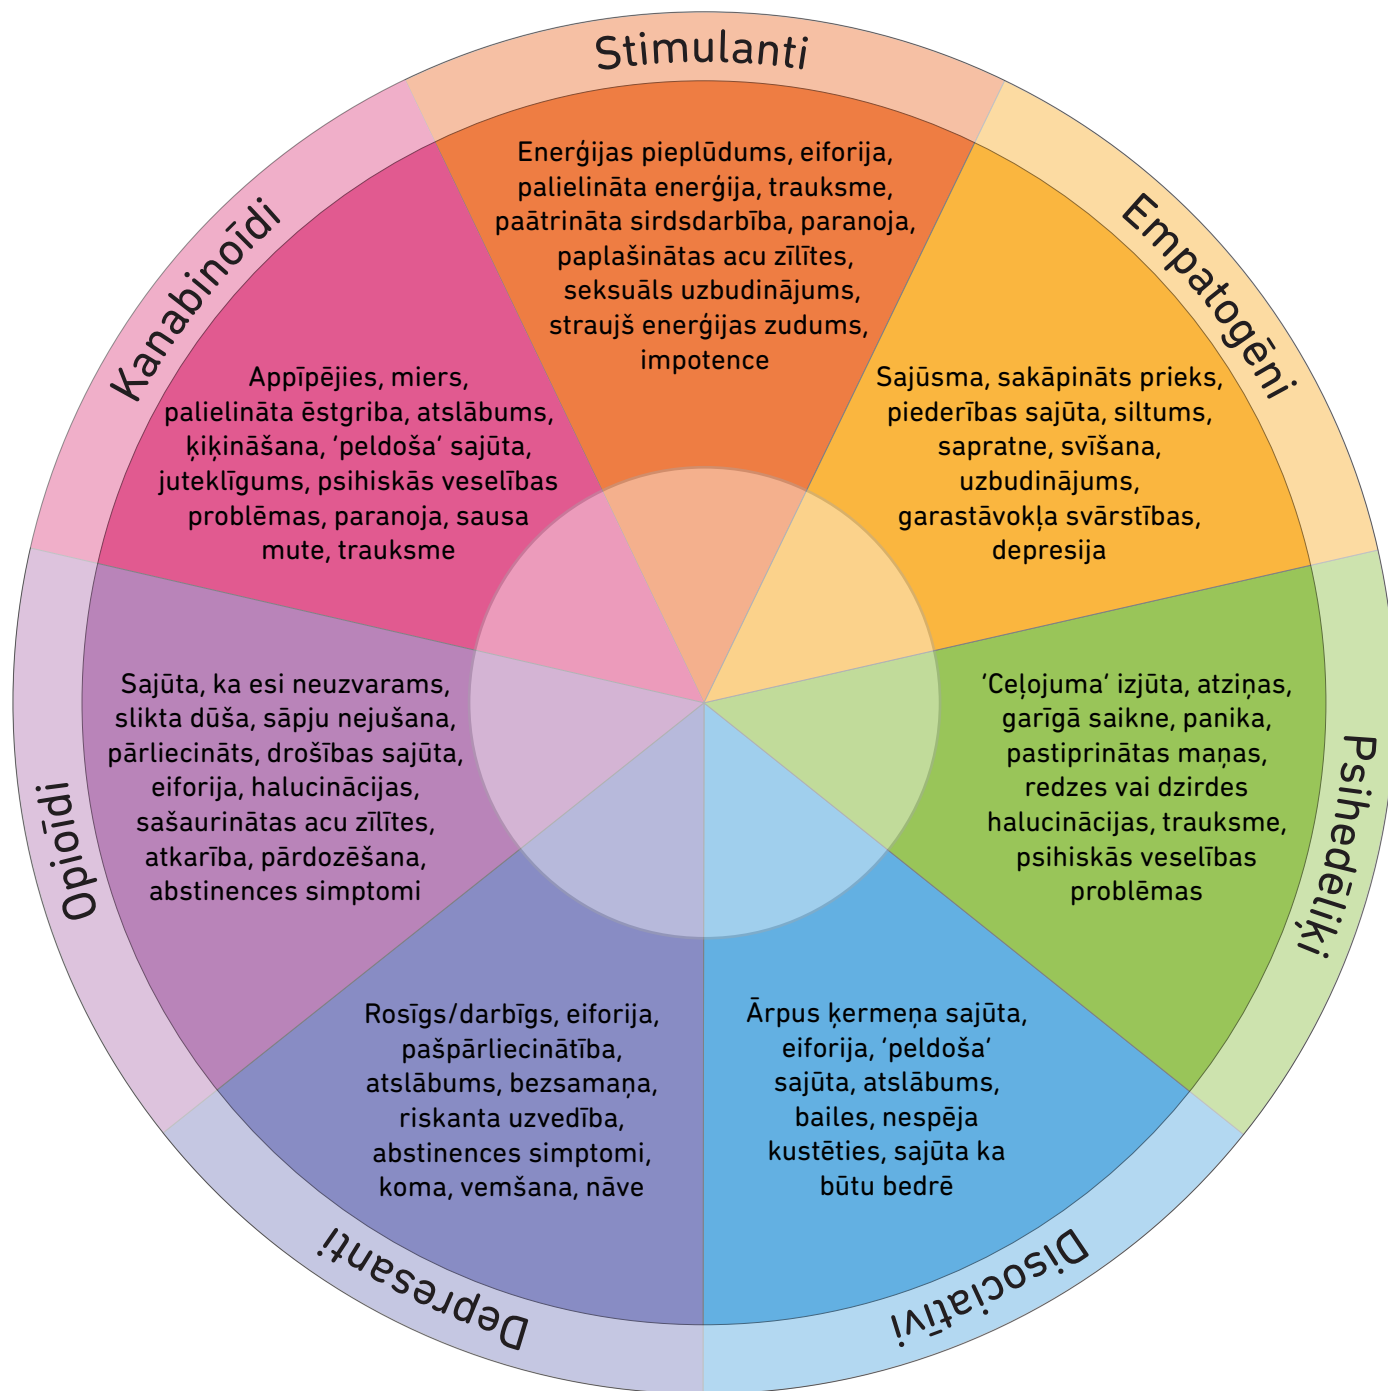 Stimulanti
Enerģijas pieplūdums, eiforija,
palielināta enerģija, trauksme,
paātrināta sirdsdarbība, paranoja,
paplašinātas acu zīlītes,
seksuāls uzbudinājums,
straujš enerģijas zudums,
impotence
Empatogēni
Sajūsma, sakāpināts prieks,
piederības sajūta, siltums,
sapratne, svīšana,
uzbudinājums,
garastāvokļa svārstības,
depresija
Psihedēliķi
‘Ceļojuma’ izjūta, atziņas,
garīgā saikne, panika,
pastiprinātas maņas,
redzes vai dzirdes
halucinācijas, trauksme,
psihiskās veselības
problēmas
Disociatīvi
Ārpus ķermeņa sajūta,
eiforija, ‘peldoša’
sajūta, atslābums,
bailes, nespēja
kustēties, sajūta ka
būtu bedrē
Depresanti
Rosīgs/darbīgs, eiforija,
pašpārliecinātība,
atslābums, bezsamaņa,
riskanta uzvedība,
abstinences simptomi,
koma, vemšana, nāve
Opioīdi
Sajūta, ka esi neuzvarams,
slikta dūša, sāpju nejušana,
pārliecināts, drošības sajūta,
eiforija, halucinācijas,
sašaurinātas acu zīlītes,
atkarība, pārdozēšana,
abstinences simptomi
Kanabinoīdi
Appīpējies, miers,
palielināta ēstgriba, atslābums,
ķiķināšana, ‘peldoša’ sajūta,
juteklīgums, psihiskās veselības
problēmas, paranoja, sausa
mute, trauksme